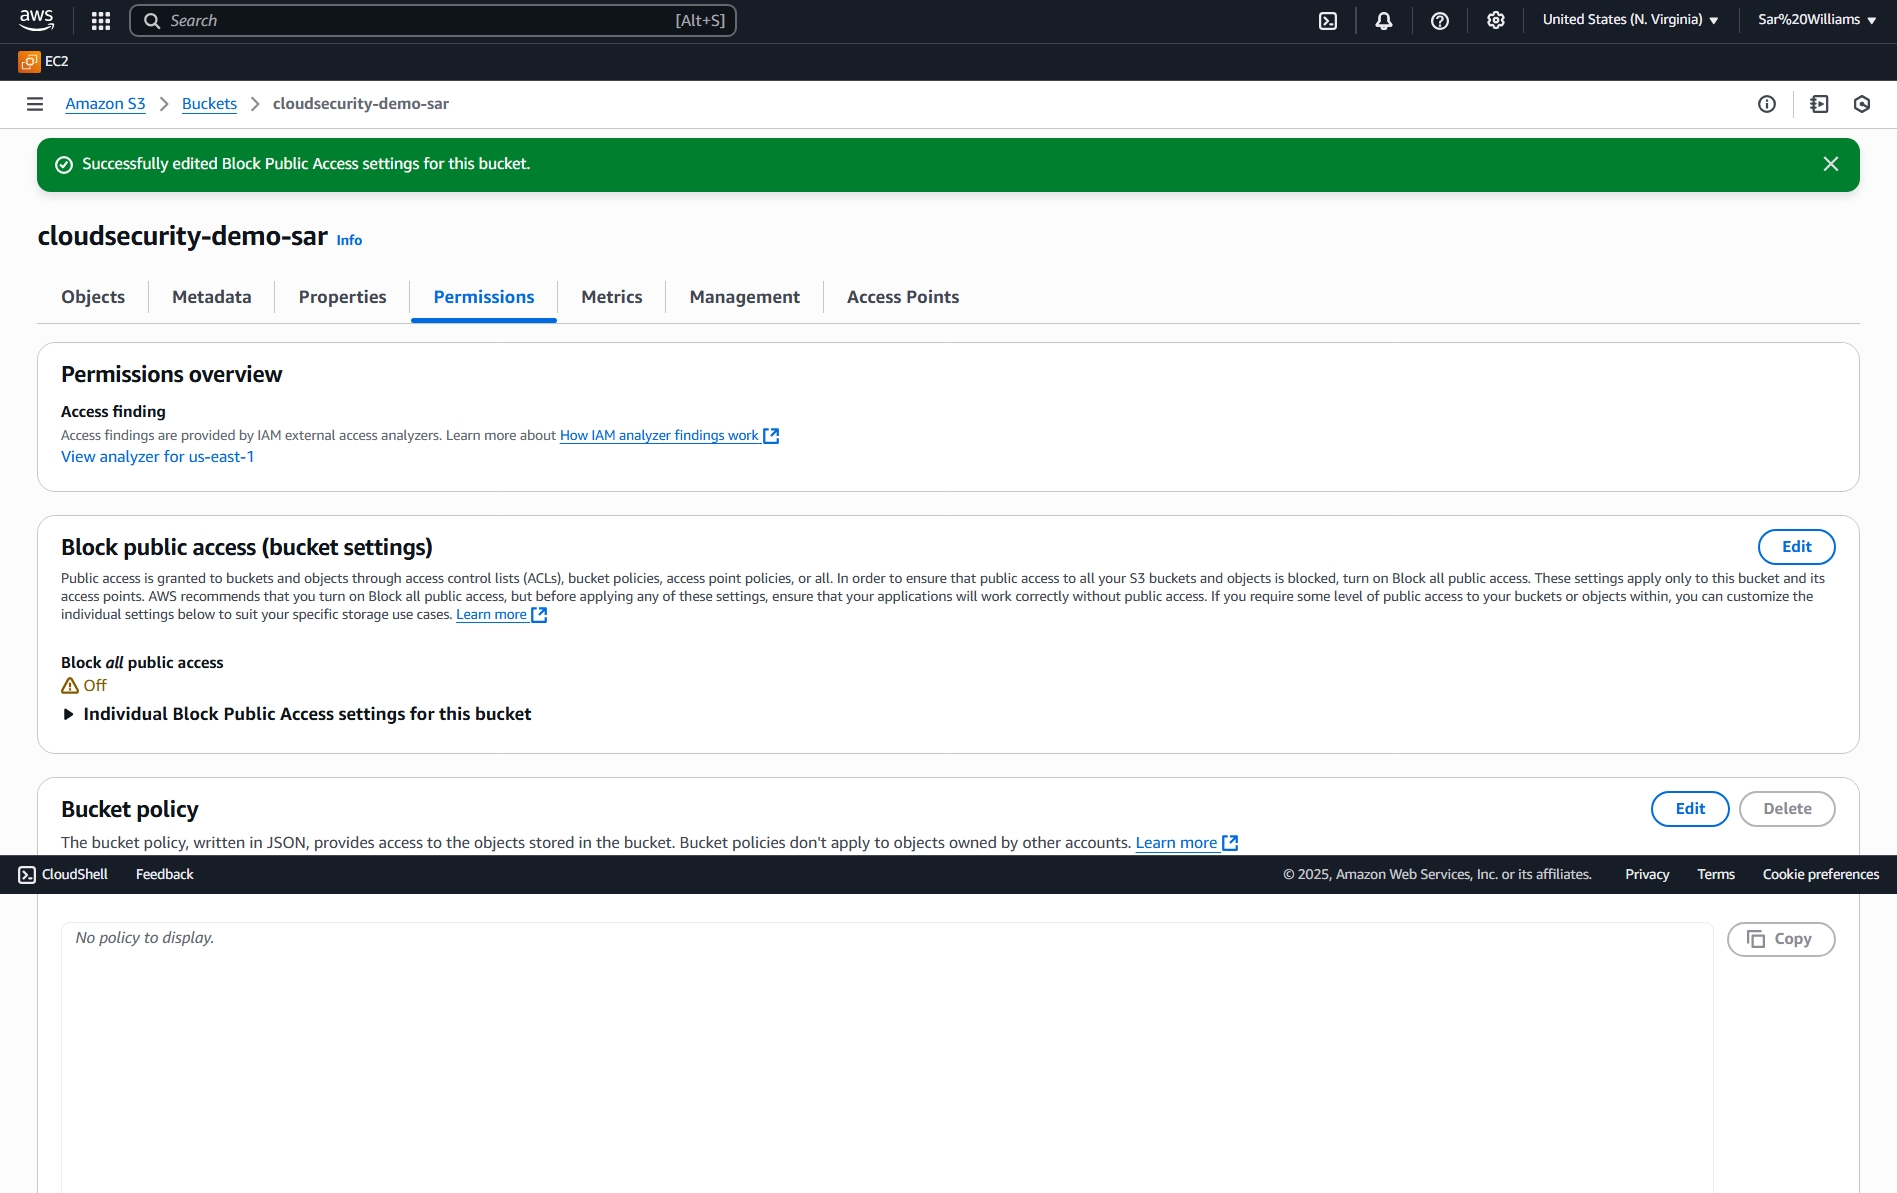 aws
Search [Alt+S]
United States (N. Virginia)
Sar%20Williams
EC2
Amazon S3 > Buckets > cloudsecurity-demo-sar
Successfully edited Block Public Access settings for this bucket.
cloudsecurity-demo-sar Info
Objects Metadata Properties Permissions Metrics Management Access Points
Permissions overview
Access finding
Access findings are provided by IAM external access analyzers. Learn more about How IAM analyzer findings work
View analyzer for us-east-1
Block public access (bucket settings)
Edit
Public access is granted to buckets and objects through access control lists (ACLs), bucket policies, access point policies, or all. In order to ensure that public access to all your S3 buckets and objects is blocked, turn on Block all public access. These settings apply only to this bucket and its
access points. AWS recommends that you turn on Block all public access, but before applying any of these settings, ensure that your applications will work correctly without public access. If you require some level of public access to your buckets or objects within, you can customize the
individual settings below to suit your specific storage use cases. Learn more
Block all public access
Off
Individual Block Public Access settings for this bucket
Bucket policy
Edit Delete
The bucket policy, written in JSON, provides access to the objects stored in the bucket. Bucket policies don't apply to objects owned by other accounts. Learn more
CloudShell Feedback © 2025, Amazon Web Services, Inc. or its affiliates. Privacy Terms Cookie preferences
No policy to display.
Copy